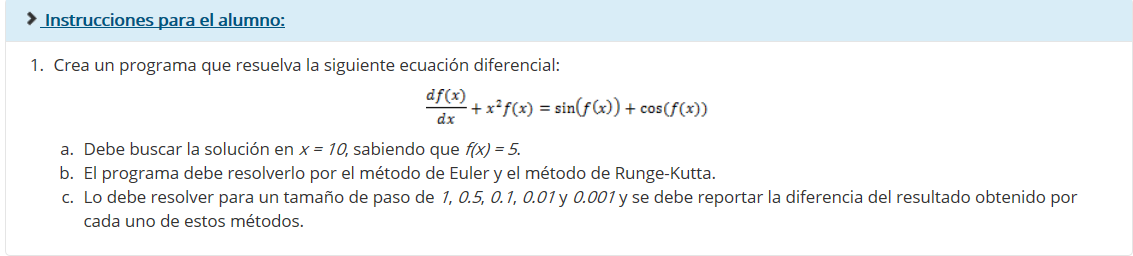 Instrucciones para el alumno:
1. Crea un programa que resuelva la siguiente ecuación diferencial:
df(x)/dx + x²f(x) = sin(f(x)) + cos(f(x))
a. Debe buscar la solución en x = 10, sabiendo que f(x) = 5.
b. El programa debe resolverlo por el método de Euler y el método de Runge-Kutta.
c. Lo debe resolver para un tamaño de paso de 1, 0.5, 0.1, 0.01 y 0.001 y se debe reportar la diferencia del resultado obtenido por
cada uno de estos métodos.